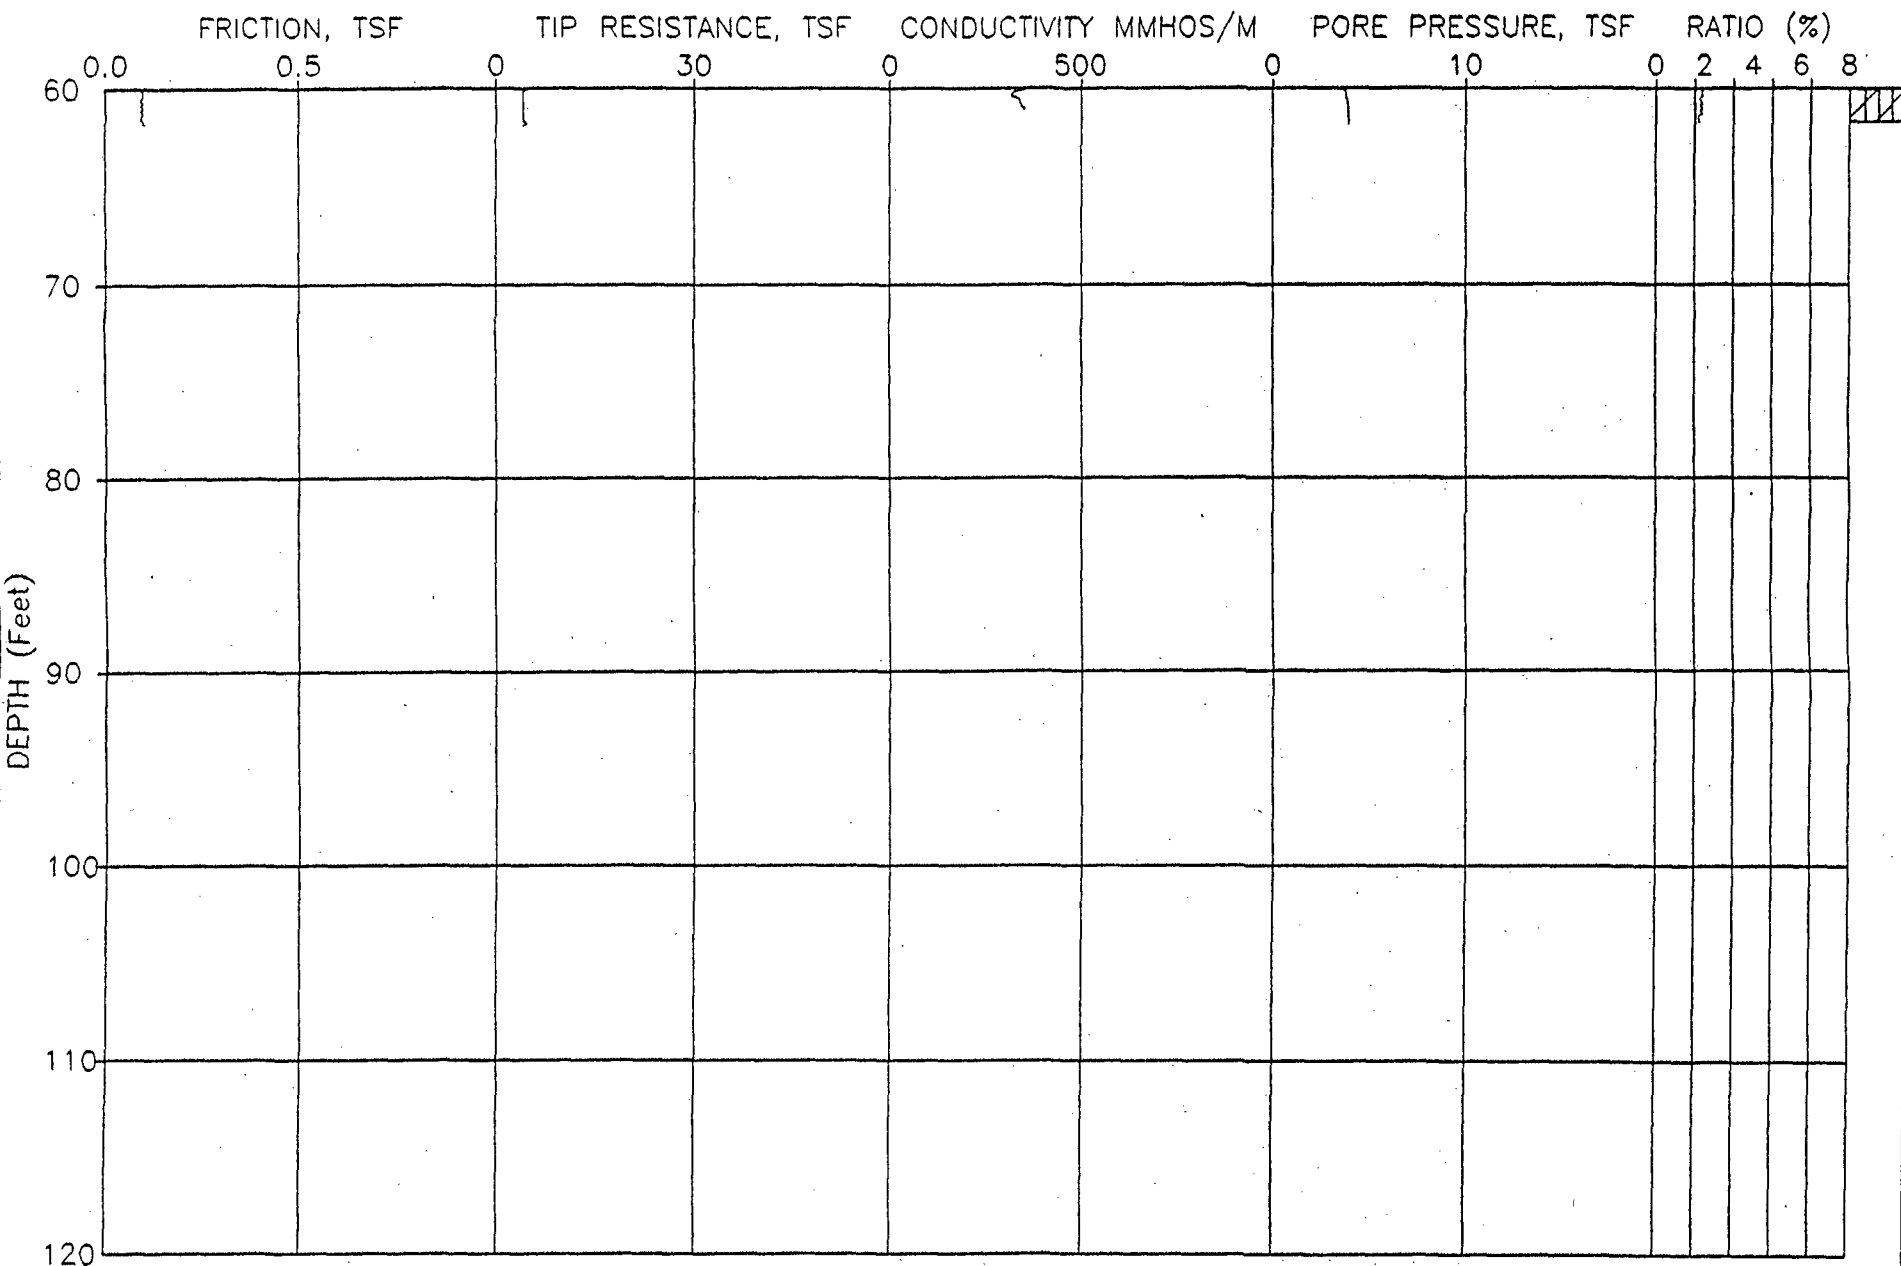 FRICTION, TSF TIP RESISTANCE, TSF CONDUCTIVITY MMHOS/M PORE PRESSURE, TSF RATIO (%)
0.0 0.5 0 30 0 500 0 10 0 2 4 6 8
60
70
80
DEPTH (Feet)
90
100
110
120